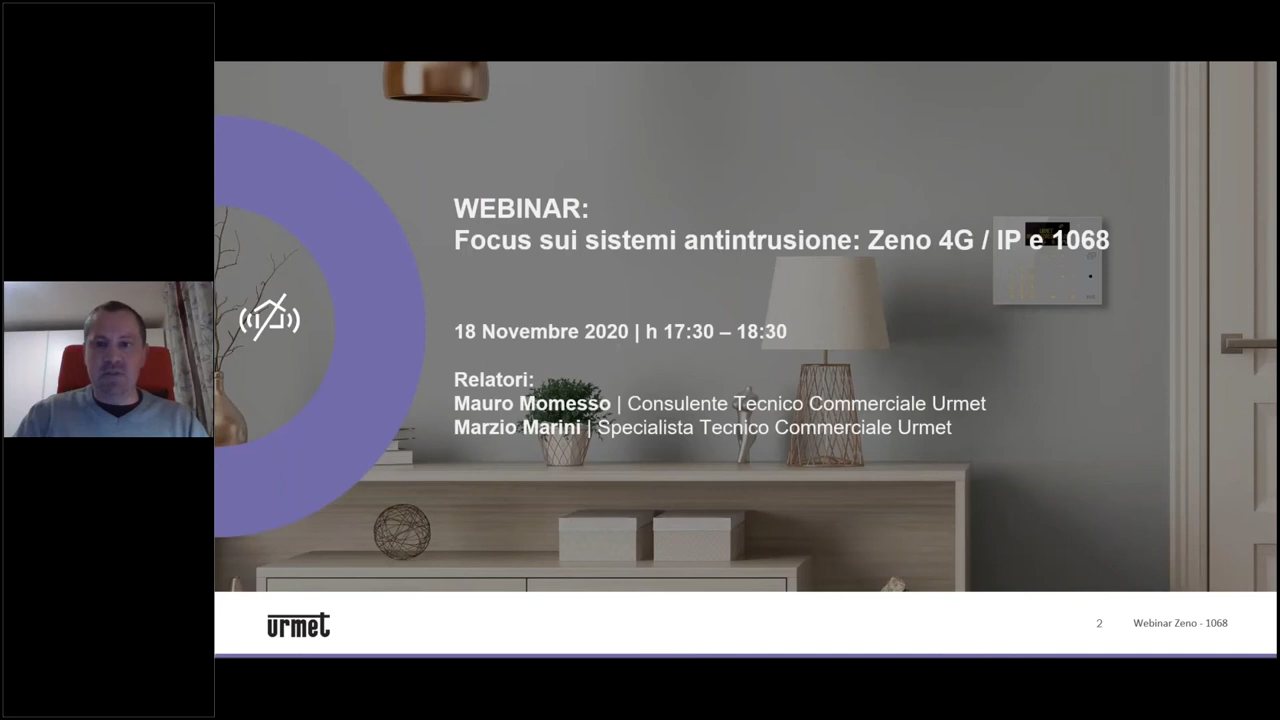 WEBINAR:
Focus sui sistemi antintrusione: Zeno 4G / IP e 1068
18 Novembre 2020 | h 17:30 – 18:30
Relatori:
Mauro Momesso | Consulente Tecnico Commerciale Urmet
Marzio Marini | Specialista Tecnico Commerciale Urmet
urmet
2
Webinar Zeno - 1068